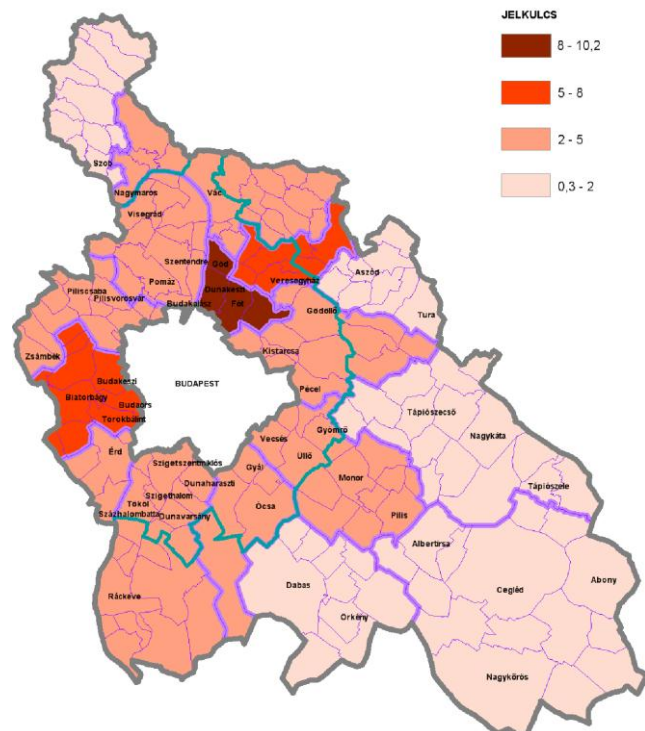 JELKULCS
8 - 10,2
5 - 8
2 - 5
0,3 - 2
Szob
Nagymaros
Visegrád
Vác
Szentendre
Göd
Dunakeszi
Fót
Veresegyház
Aszód
Tura
Piliscsaba
Pilisvörösvár
Pomáz
Budakalász
Gödöllő
Kistarcsa
Zsámbék
Budakeszi
Biatorbágy
Budaörs
Törökbálint
BUDAPEST
Pécel
Tápiószecső
Nagykáta
Tápiószele
Érd
Vecsés
Gyömrő
Üllő
Gyál
Monor
Pilis
Szigetszentmiklós
Dunaharaszti
Szigethalom
Tököl
Százhalombatta
Dunavarsány
Ócsa
Albertirsa
Cegléd
Abony
Dabas
Örkény
Ráckeve
Nagykőrös